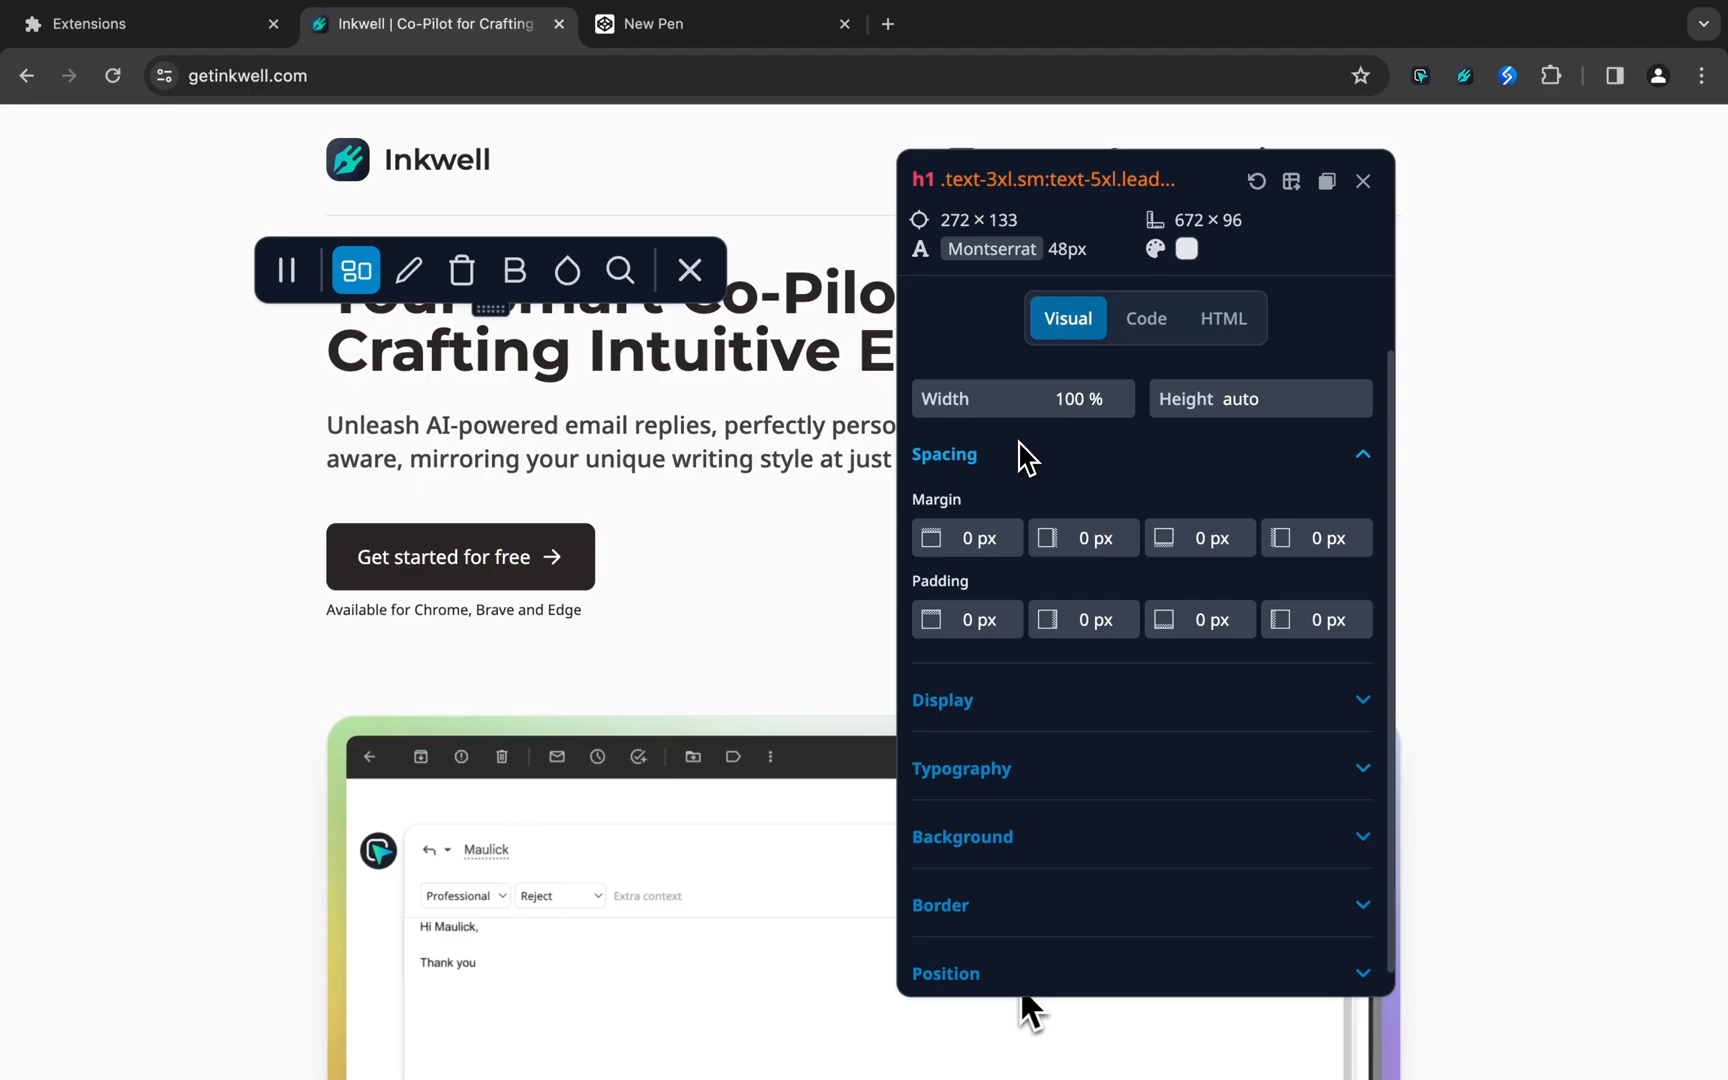 Extensions
Inkwell | Co-Pilot for Crafting
New Pen
getinkwell.com
Inkwell
Crafting Intuitive E
Unleash AI-powered email replies, perfectly perso
aware, mirroring your unique writing style at just
Get started for free →
Available for Chrome, Brave and Edge
Maulick
Professional
Reject
Extra context
Hi Maulick,
Thank you
h1 .text-3xl.sm:text-5xl.lead...
272 × 133
672 × 96
A Montserrat 48px
Visual
Code
HTML
Width 100 %
Height auto
Spacing
Margin
0 px
0 px
0 px
0 px
Padding
0 px
0 px
0 px
0 px
Display
Typography
Background
Border
Position
B
o-Pilo